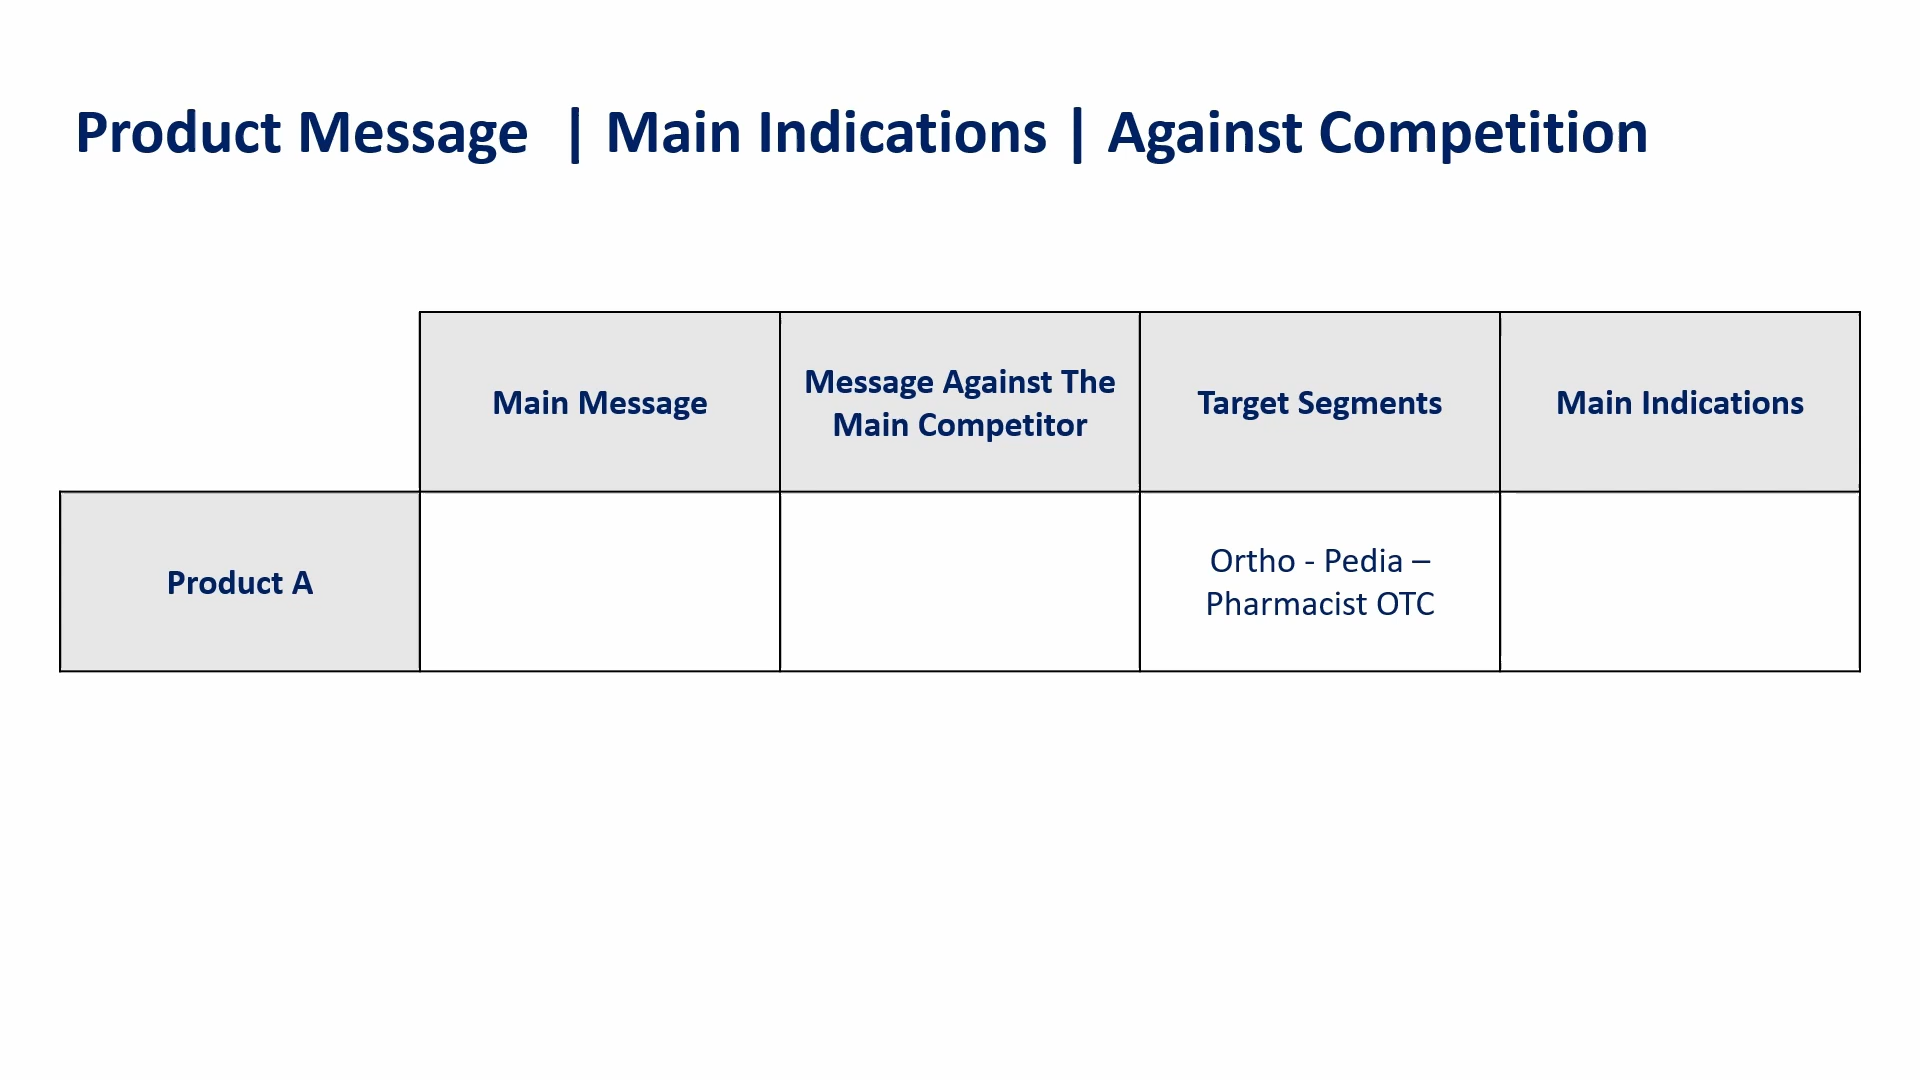 Product Message  | Main Indications | Against Competition
Main Message
Message Against The
Main Competitor
Target Segments
Main Indications
Product A
Ortho - Pedia –
Pharmacist OTC